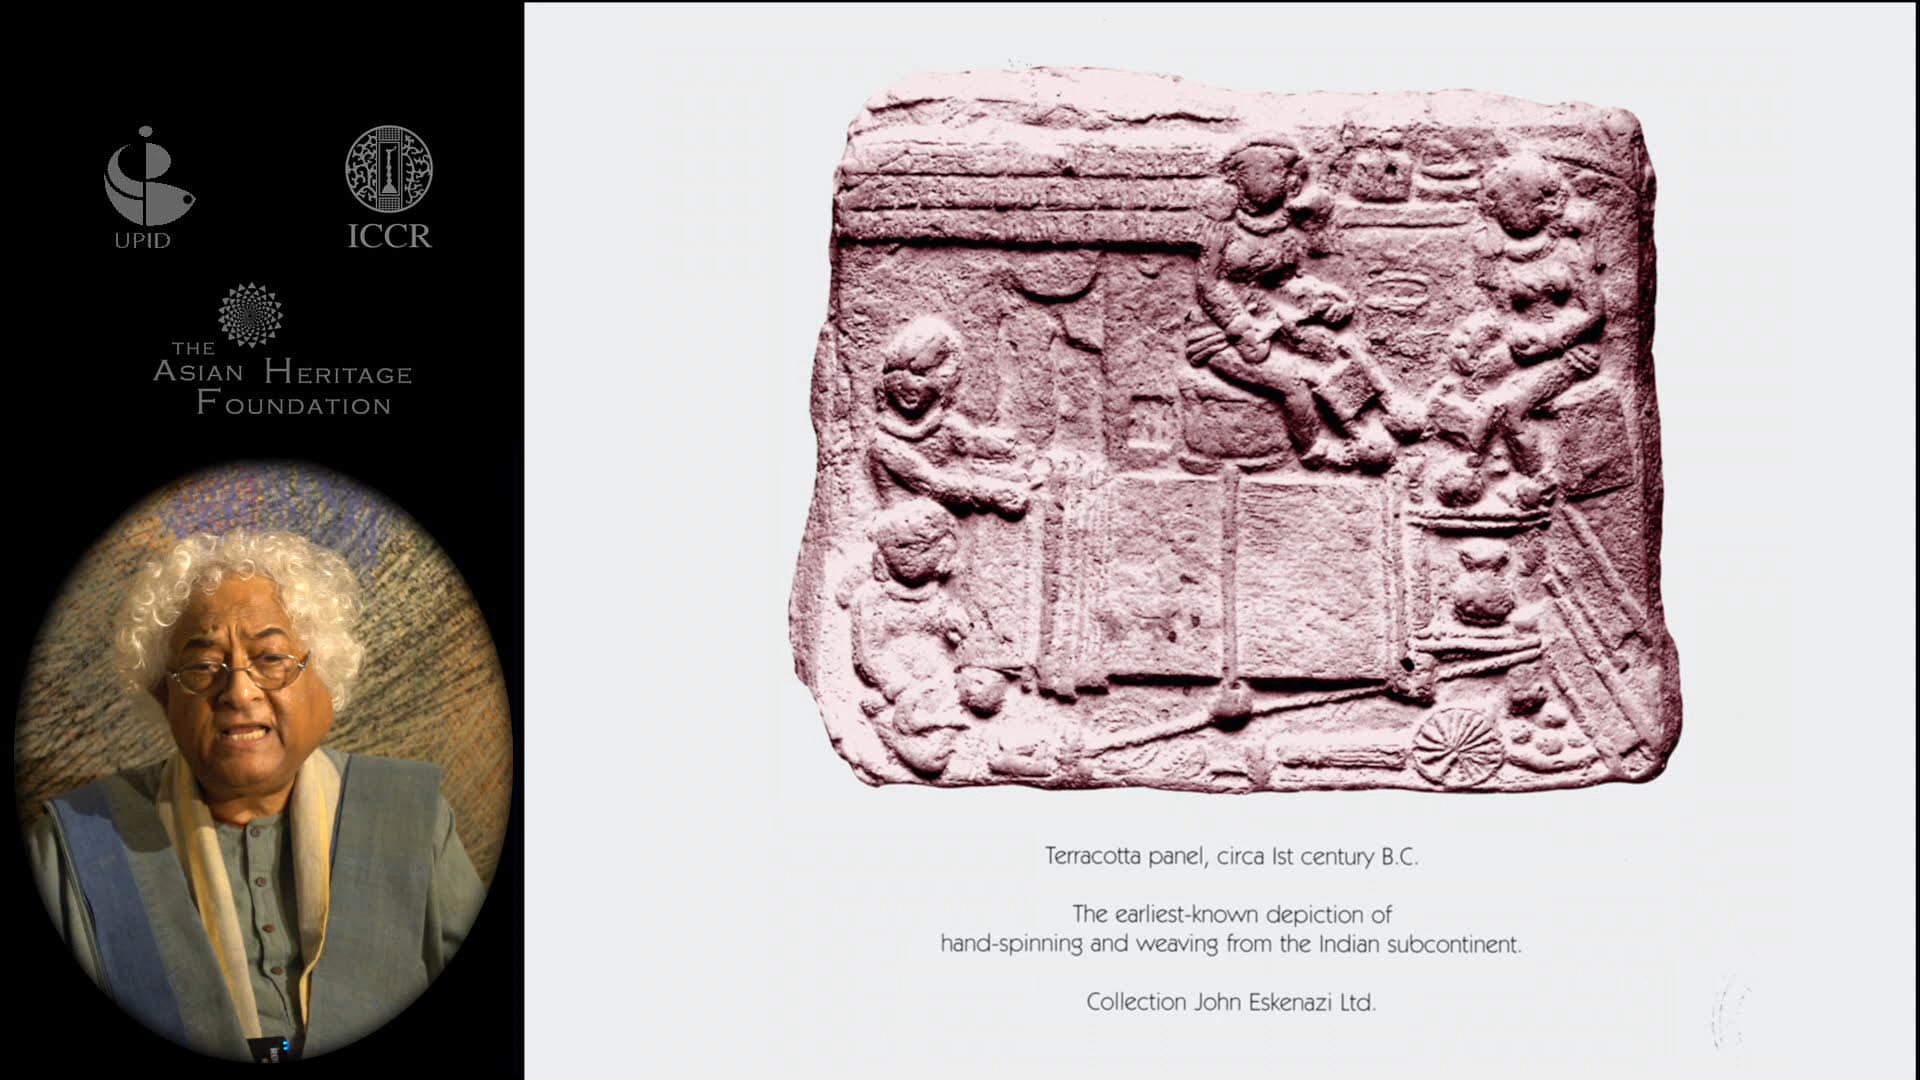 UPID
ICCR
THE
ASIAN HERITAGE
FOUNDATION
Terracotta panel, circa Ist century B.C.
The earliest-known depiction of
hand-spinning and weaving from the Indian subcontinent.
Collection John Eskenazi Ltd.